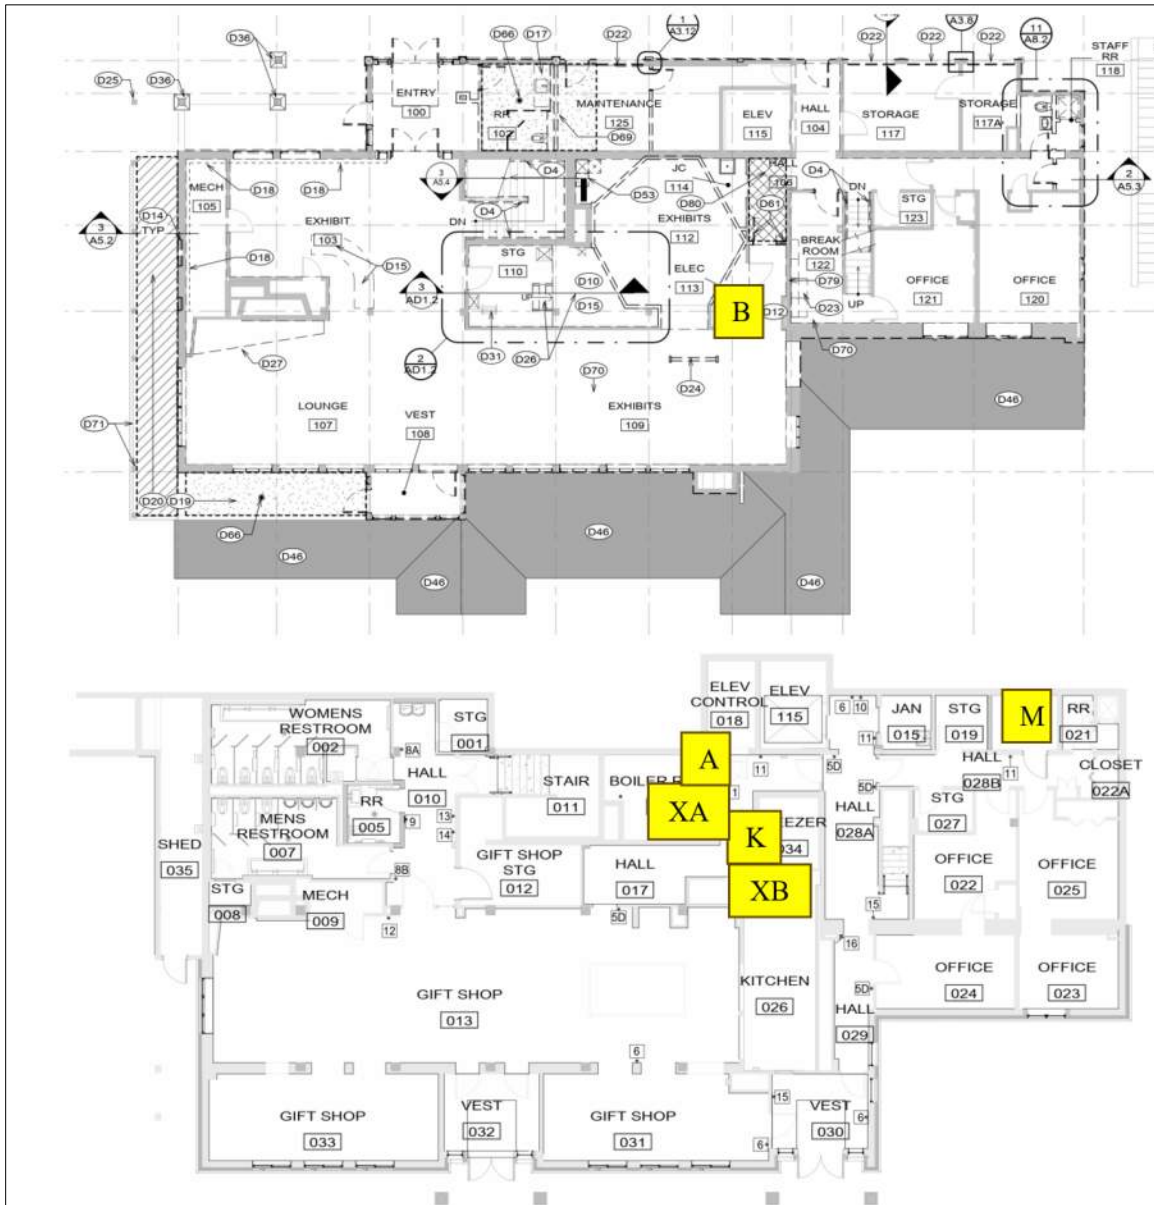 1
A3.12
A3.8
11
A8.2
D36
D66
D17
D22
D22
D22
D22
STAFF
RR
118
D25
D36
ENTRY
100
RR
102
MAINTENANCE
125
D69
ELEV
115
HALL
104
STORAGE
117
STORAGE
117A
MECH
105
D18
D18
3
A5.4
D4
D53
JC
114
D80
HALL
106
D61
D4
DN
STG
123
2
A5.3
3
A5.2
D14
TYP
EXHIBIT
103
D4
DN
EXHIBITS
112
BREAK
ROOM
122
D18
D15
STG
110
D10
D15
ELEC
113
D79
OFFICE
121
OFFICE
120
3
AD1.2
UP
B
D12
D23
UP
D27
2
AD1.2
D31
D26
D70
D24
D70
D71
LOUNGE
107
VEST
108
EXHIBITS
109
D46
D20
D19
D66
D46
D46
D46
D46
WOMENS
RESTROOM
002
STG
001
ELEV
CONTROL
018
ELEV
115
6
10
JAN
015
STG
019
M
RR
021
8A
HALL
010
STAIR
011
BOILER R
A
11
5D
11
HALL
028B
11
CLOSET
022A
MENS
RESTROOM
007
RR
005
9
13
14
XA
1
K
EZER
034
5D
HALL
028A
STG
027
SHED
035
8B
GIFT SHOP
STG
012
HALL
017
OFFICE
022
OFFICE
025
STG
008
MECH
009
12
5D
XB
15
16
GIFT SHOP
013
KITCHEN
026
5D
HALL
029
OFFICE
024
OFFICE
023
6
GIFT SHOP
033
VEST
032
GIFT SHOP
031
15
VEST
030
6
6